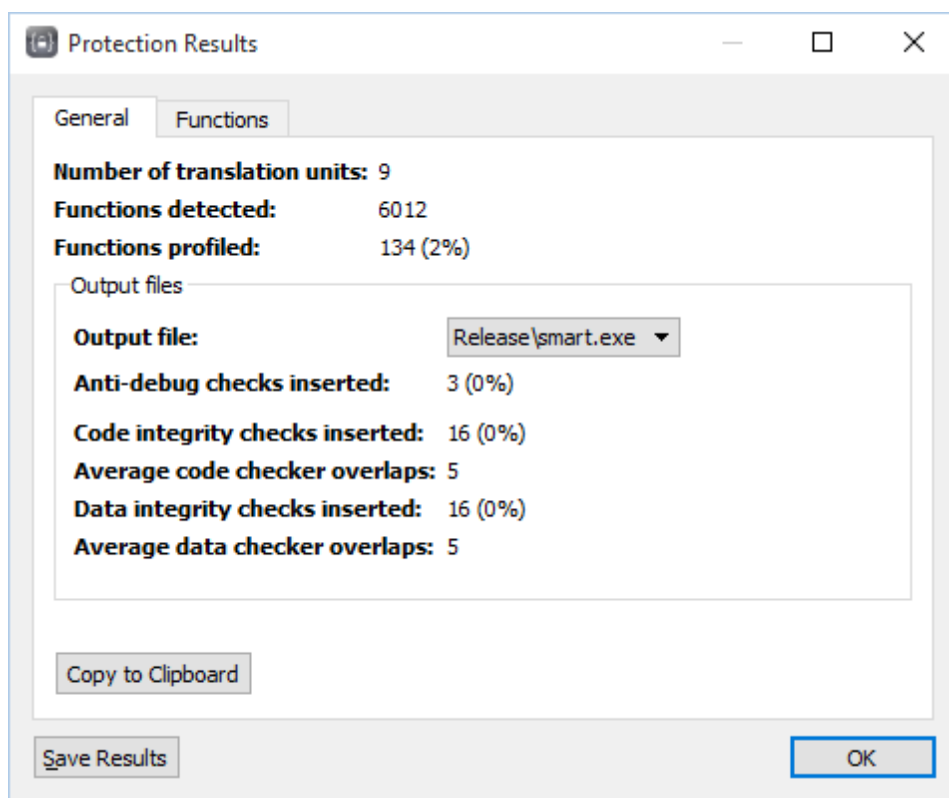 Protection Results
General Functions
Number of translation units: 9
Functions detected: 6012
Functions profiled: 134 (2%)
Output files
Output file: Release\smart.exe
Anti-debug checks inserted: 3 (0%)
Code integrity checks inserted: 16 (0%)
Average code checker overlaps: 5
Data integrity checks inserted: 16 (0%)
Average data checker overlaps: 5
Copy to Clipboard
Save Results OK